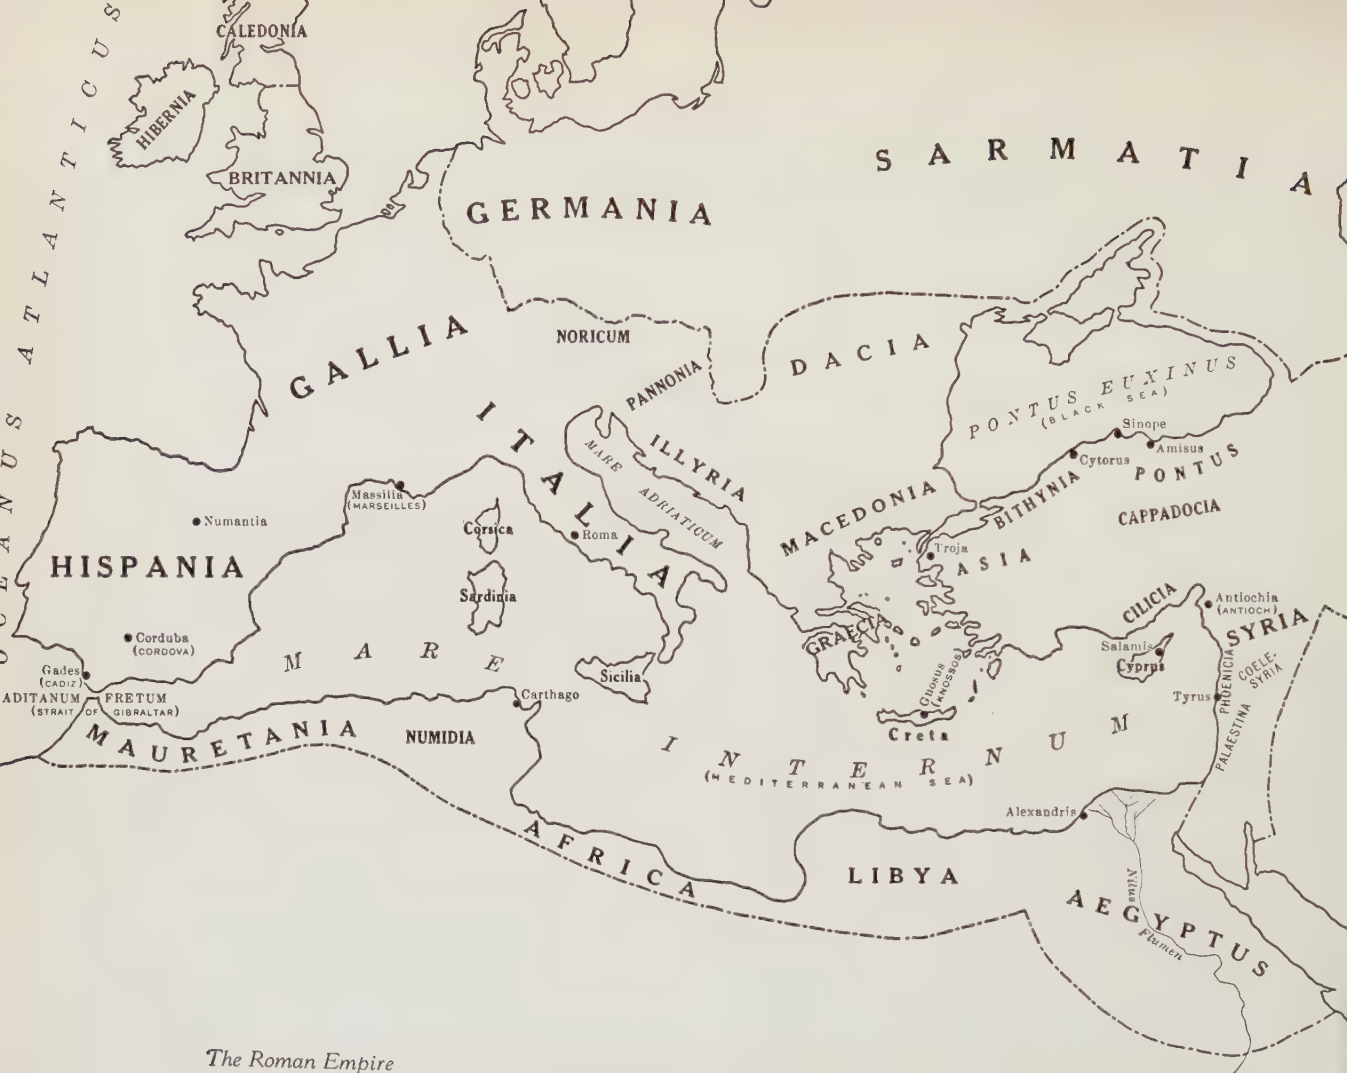 OCEANUS ATLANTICUS
CALEDONIA
HIBERNIA
BRITANNIA
SARMATIA
GERMANIA
GALLIA
NORICUM
PANNONIA
DACIA
PONTUS EUXINUS
(BLACK SEA)
Sinope
Amisus
Cytorus
PONTUS
BITHYNIA
CAPPADOCIA
ITALIA
MARE
ADRIATICUM
ILLYRIA
MACEDONIA
Massilia
(MARSEILLES)
Corsica
Roma
Sardinia
Numantia
HISPANIA
Corduba
(CORDOVA)
Gades
(CADIZ)
ADITANUM FRETUM
(STRAIT OF GIBRALTAR)
Troja
ASIA
GRAECIA
CILICIA
Antiochia
(ANTIOCH)
SYRIA
COELE-
SYRIA
Salamis
Cyprus
PHOENICIA
Tyrus
PALAESTINA
Gnosus
(KNOSSOS)
Creta
Sicilia
Carthago
MARE INTERNUM
(MEDITERRANEAN SEA)
MAURETANIA
NUMIDIA
AFRICA
LIBYA
Alexandris
Nilus
Flumen
AEGYPTUS
The Roman Empire